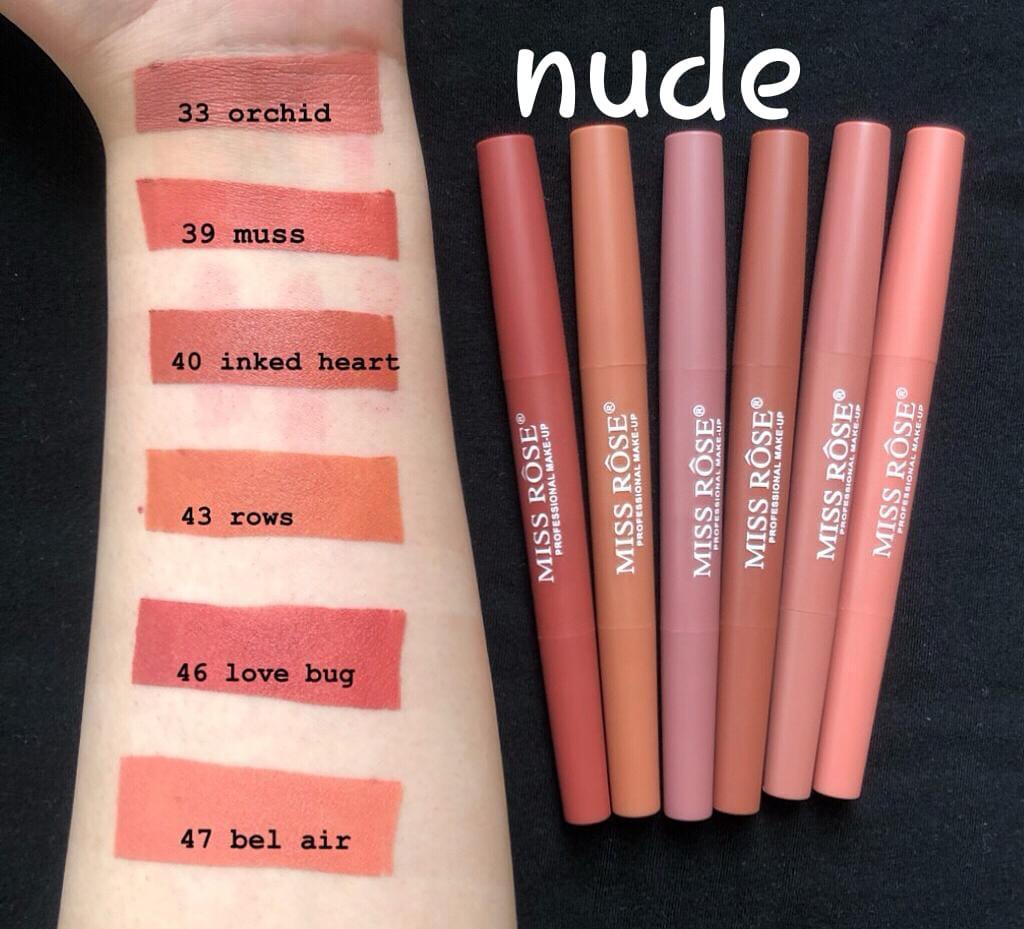 nude
33 orchid
39 muss
40 inked heart
43 rows
46 love bug
47 bel air
MISS RÔSE®
PROFESSIONAL MAKE-UP
MISS RÔSE®
PROFESSIONAL MAKE-UP
MISS RÔSE®
PROFESSIONAL MAKE-UP
MISS RÔSE®
PROFESSIONAL MAKE-UP
MISS RÔSE®
PROFESSIONAL MAKE-UP
MISS RÔSE®
PROFESSIONAL MAKE-UP